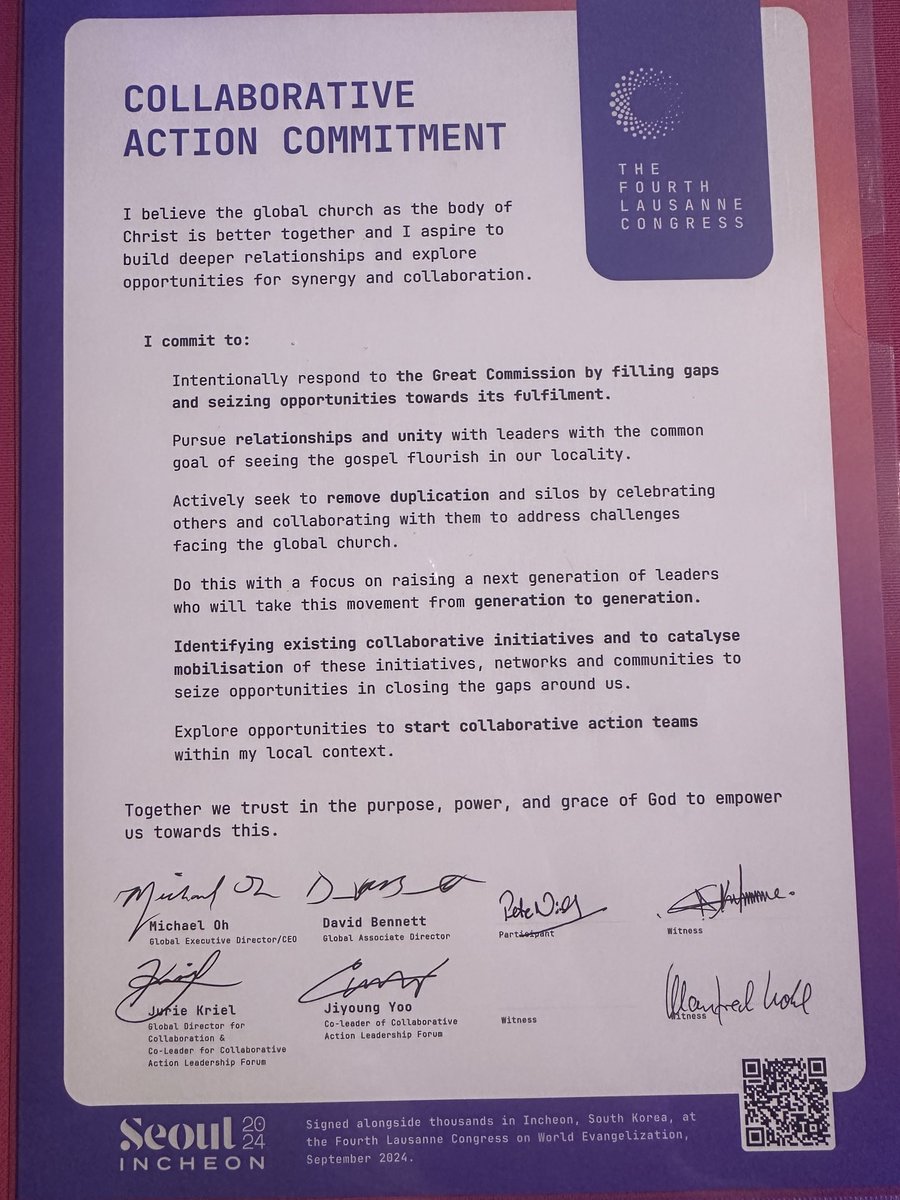 COLLABORATIVE
ACTION COMMITMENT
THE
FOURTH
LAUSANNE
CONGRESS
I believe the global church as the body of
Christ is better together and I aspire to
build deeper relationships and explore
opportunities for synergy and collaboration.
I commit to:
Intentionally respond to the Great Commission by filling gaps
and seizing opportunities towards its fulfilment.
Pursue relationships and unity with leaders with the common
goal of seeing the gospel flourish in our locality.
Actively seek to remove duplication and silos by celebrating
others and collaborating with them to address challenges
facing the global church.
Do this with a focus on raising a next generation of leaders
who will take this movement from generation to generation.
Identifying existing collaborative initiatives and to catalyse
mobilisation of these initiatives, networks and communities to
seize opportunities in closing the gaps around us.
Explore opportunities to start collaborative action teams
within my local context.
Together we trust in the purpose, power, and grace of God to empower
us towards this.
Michael Oh
Michael Oh
Global Executive Director/CEO
David Bennett
Global Associate Director
Pete
Participant
Witness
Jurie Kriel
Global Director for
Collaboration &
Co-Leader for Collaborative
Action Leadership Forum
Jiyoung Yoo
Co-leader of Collaborative
Action Leadership Forum
Witness
Manfred Kohl
Witness
Seoul 2024
INCHEON
Signed alongside thousands in Incheon, South Korea, at
the Fourth Lausanne Congress on World Evangelization,
September 2024.